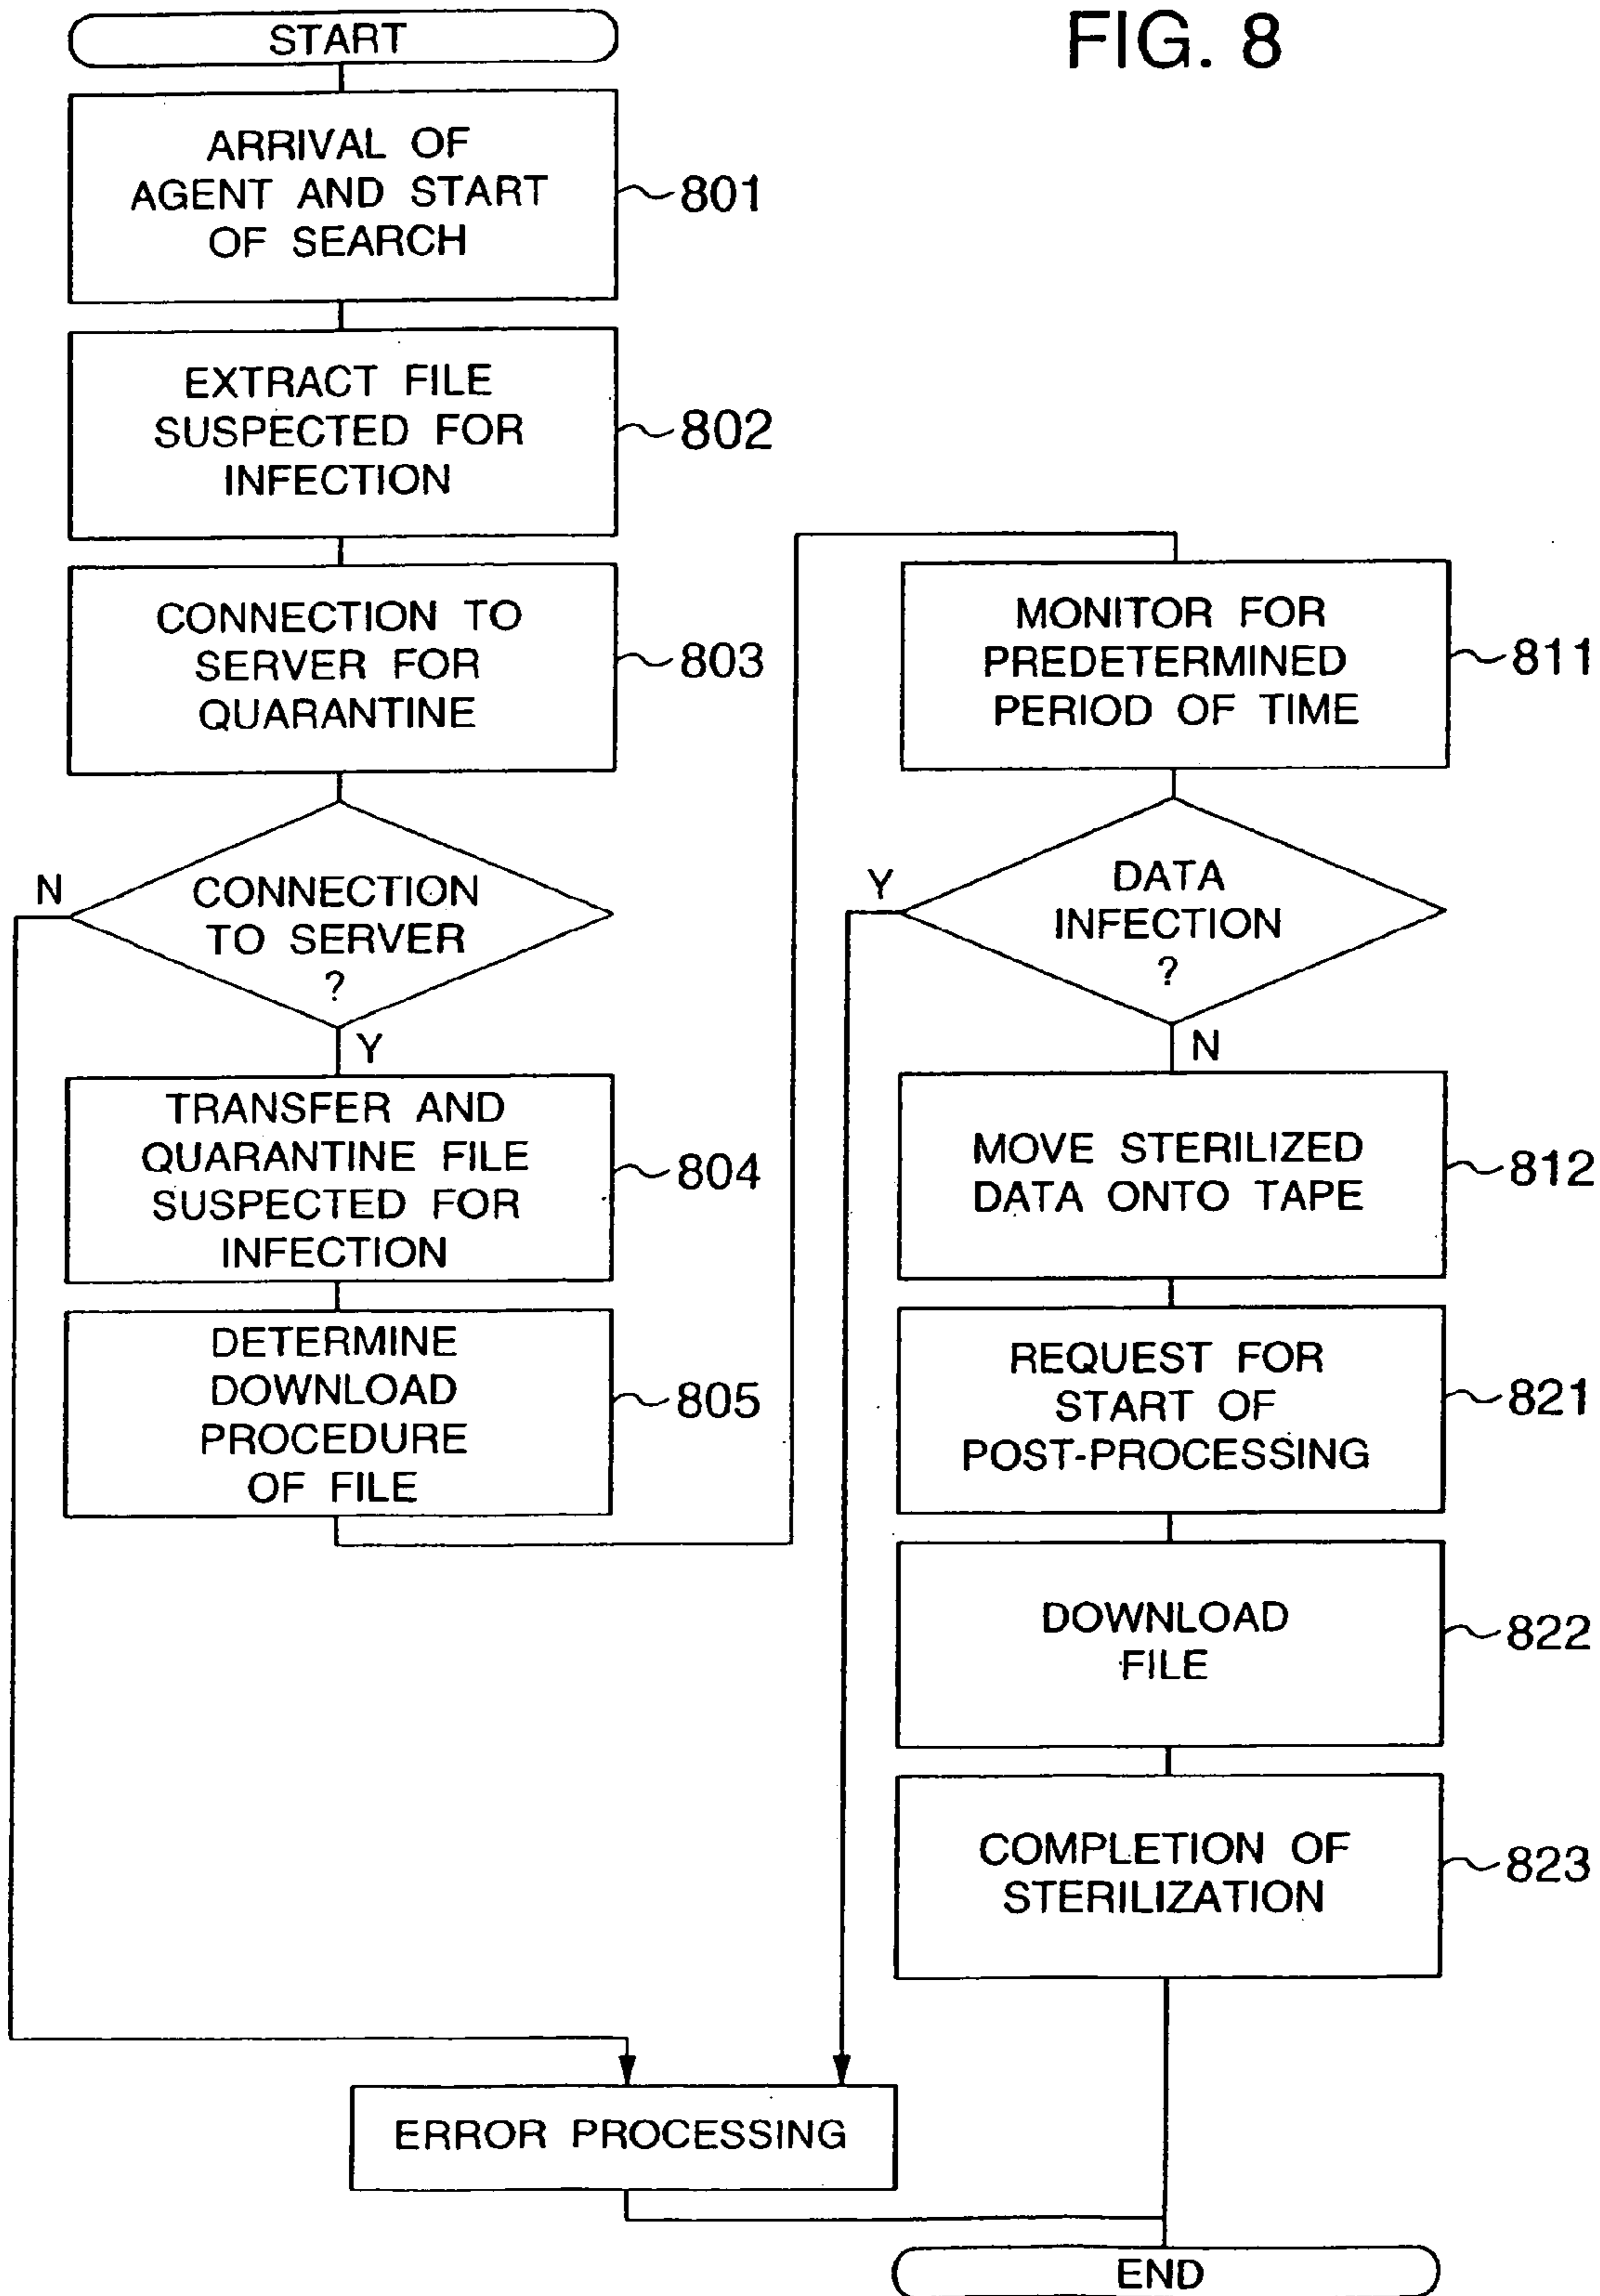 FIG. 8
START
ARRIVAL OF
AGENT AND START
OF SEARCH
801
EXTRACT FILE
SUSPECTED FOR
INFECTION
802
CONNECTION TO
SERVER FOR
QUARANTINE
803
N
CONNECTION
TO SERVER
?
Y
TRANSFER AND
QUARANTINE FILE
SUSPECTED FOR
INFECTION
804
DETERMINE
DOWNLOAD
PROCEDURE
OF FILE
805
MONITOR FOR
PREDETERMINED
PERIOD OF TIME
811
Y
DATA
INFECTION
?
N
MOVE STERILIZED
DATA ONTO TAPE
812
REQUEST FOR
START OF
POST-PROCESSING
821
DOWNLOAD
FILE
822
COMPLETION OF
STERILIZATION
823
ERROR PROCESSING
END